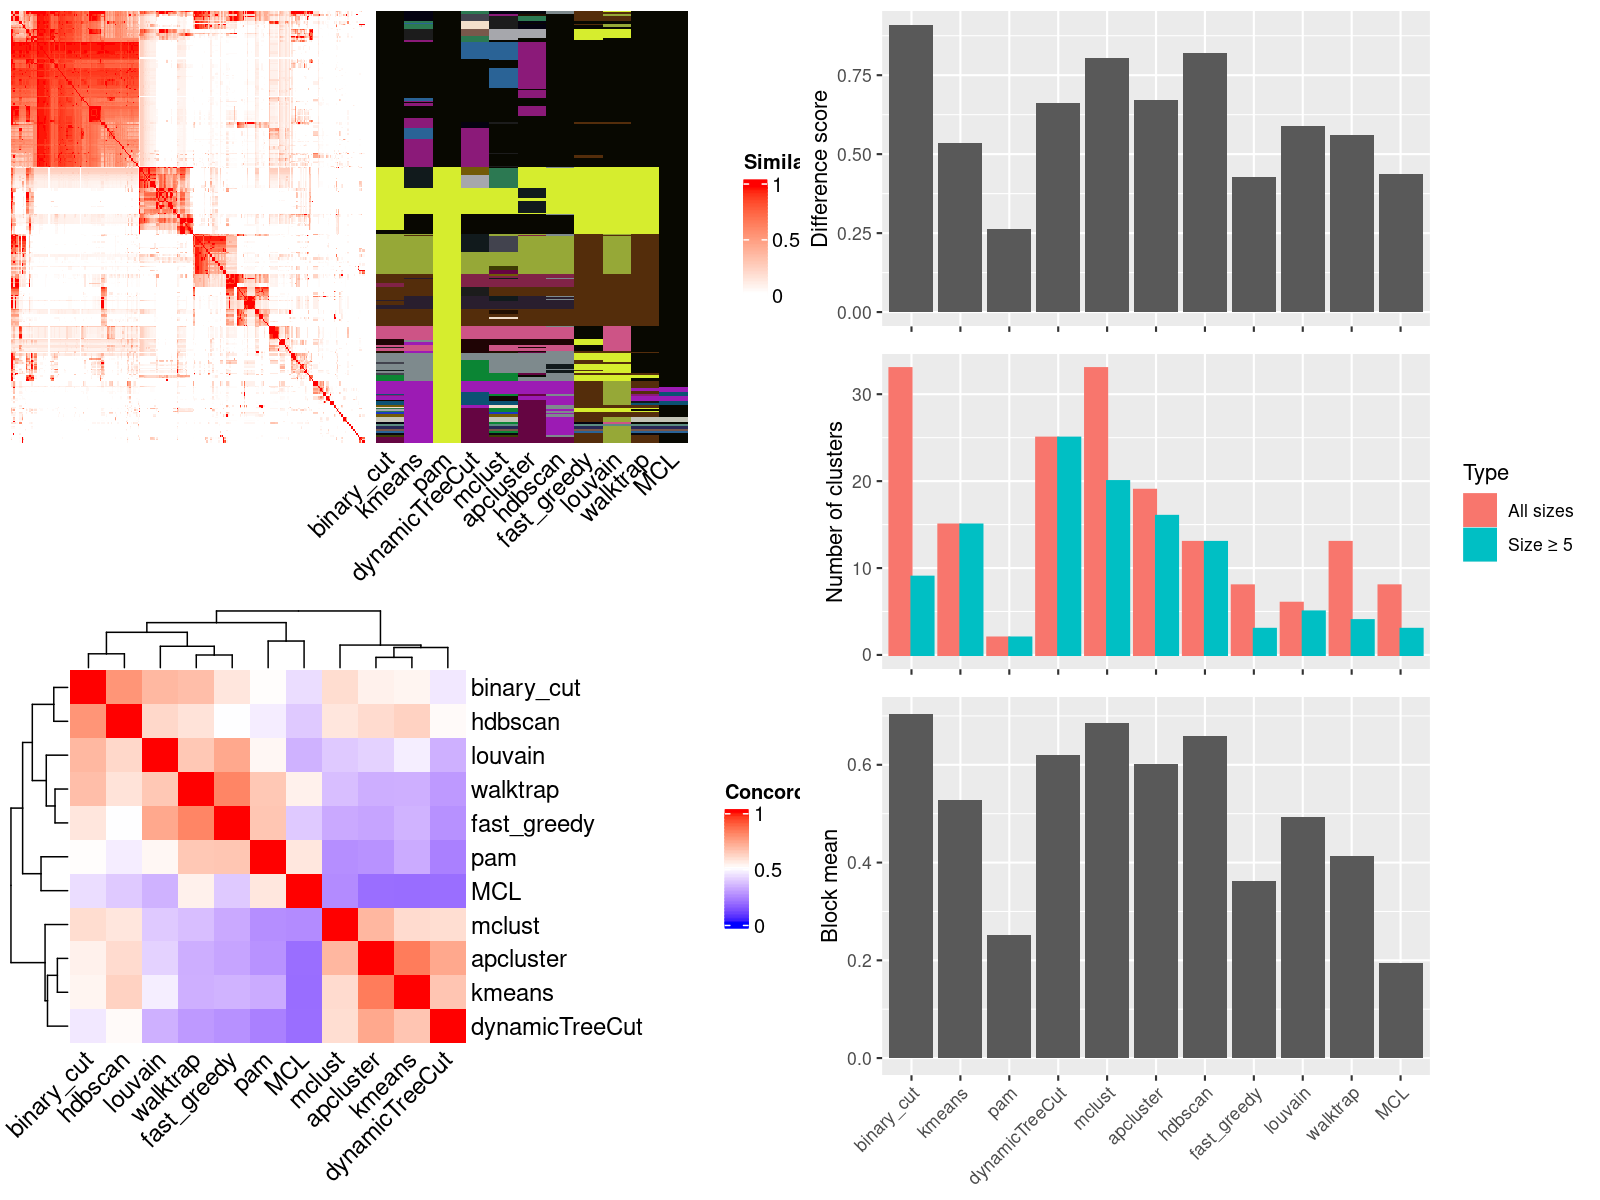 Simila
1
0.5
0
binary_cut
kmeans
pam
dynamicTreeCut
mclust
apcluster
hdbscan
fast_greedy
louvain
walktrap
MCL
binary_cut
hdbscan
louvain
walktrap
fast_greedy
pam
MCL
mclust
apcluster
kmeans
dynamicTreeCut
Concord
1
0.5
0
binary_cut
hdbscan
louvain
walktrap
fast_greedy
pam
MCL
mclust
apcluster
kmeans
dynamicTreeCut
Difference score
0.75
0.50
0.25
0.00
Number of clusters
30
20
10
0
Type
All sizes
Size ≥ 5
Block mean
0.6
0.4
0.2
0.0
binary_cut
kmeans
pam
dynamicTreeCut
mclust
apcluster
hdbscan
fast_greedy
louvain
walktrap
MCL